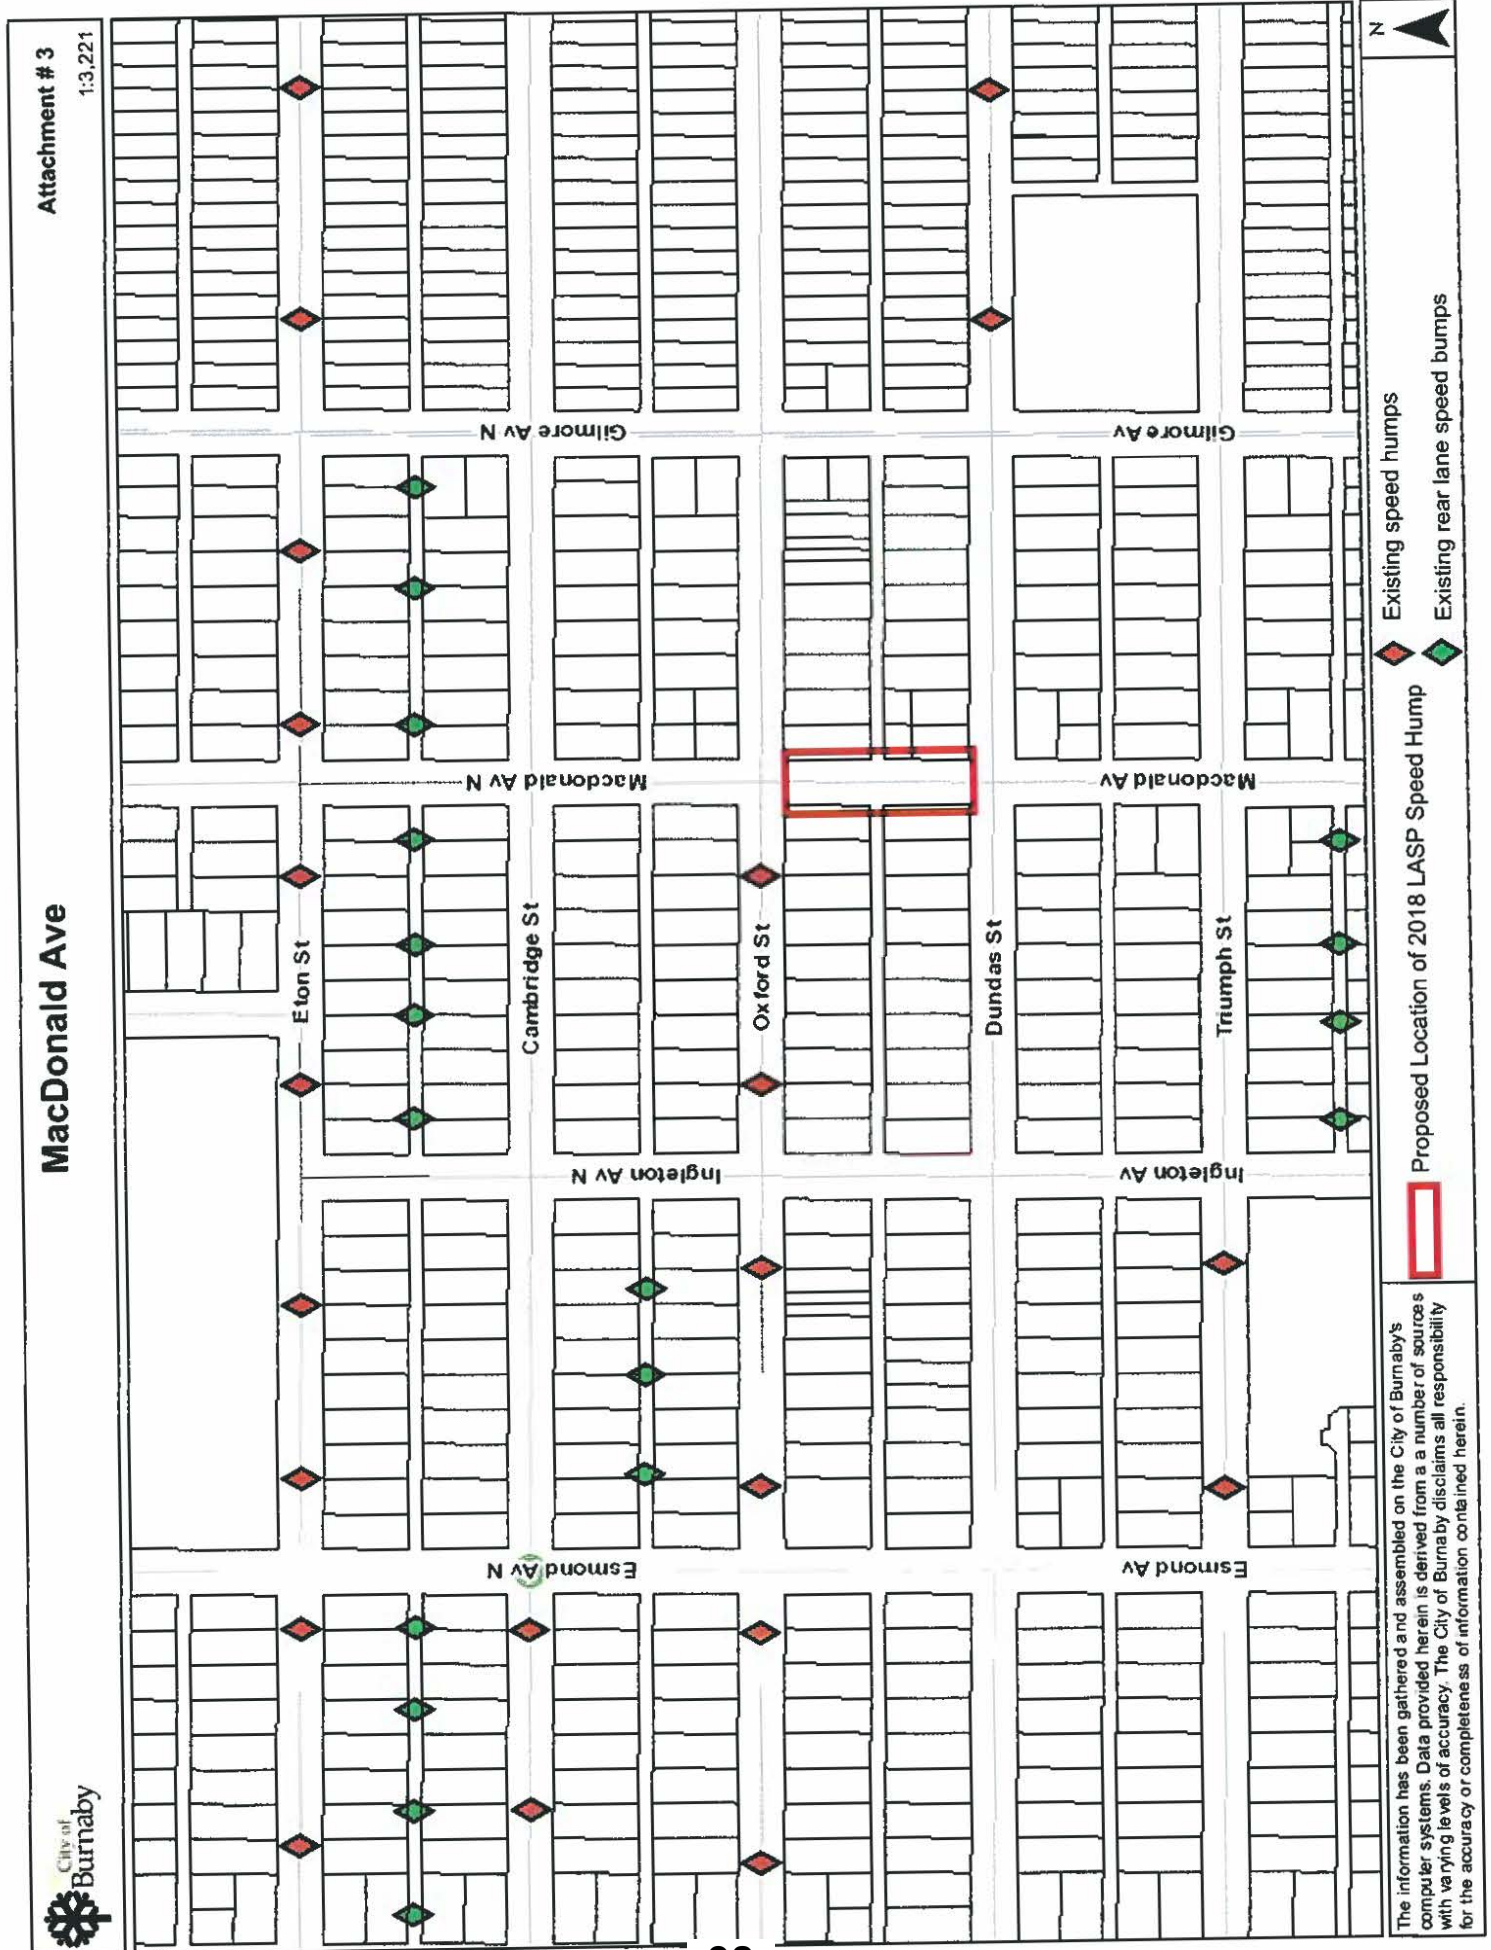 City of
Burnaby
MacDonald Ave
Attachment # 3
1:3,221
Eton St
Cambridge St
Oxford St
Dundas St
Triumph St
Esmond Av N
Esmond Av
Ingleton Av N
Ingleton Av
Macdonald Av N
Macdonald Av
Gilmore Av N
Gilmore Av
The information has been gathered and assembled on the City of Burnaby's
computer systems. Data provided herein is derived from a a number of sources
with varying levels of accuracy. The City of Burnaby disclaims all responsibility
for the accuracy or completeness of information contained herein.
Proposed Location of 2018 LASP Speed Hump
Existing speed humps
Existing rear lane speed bumps
N